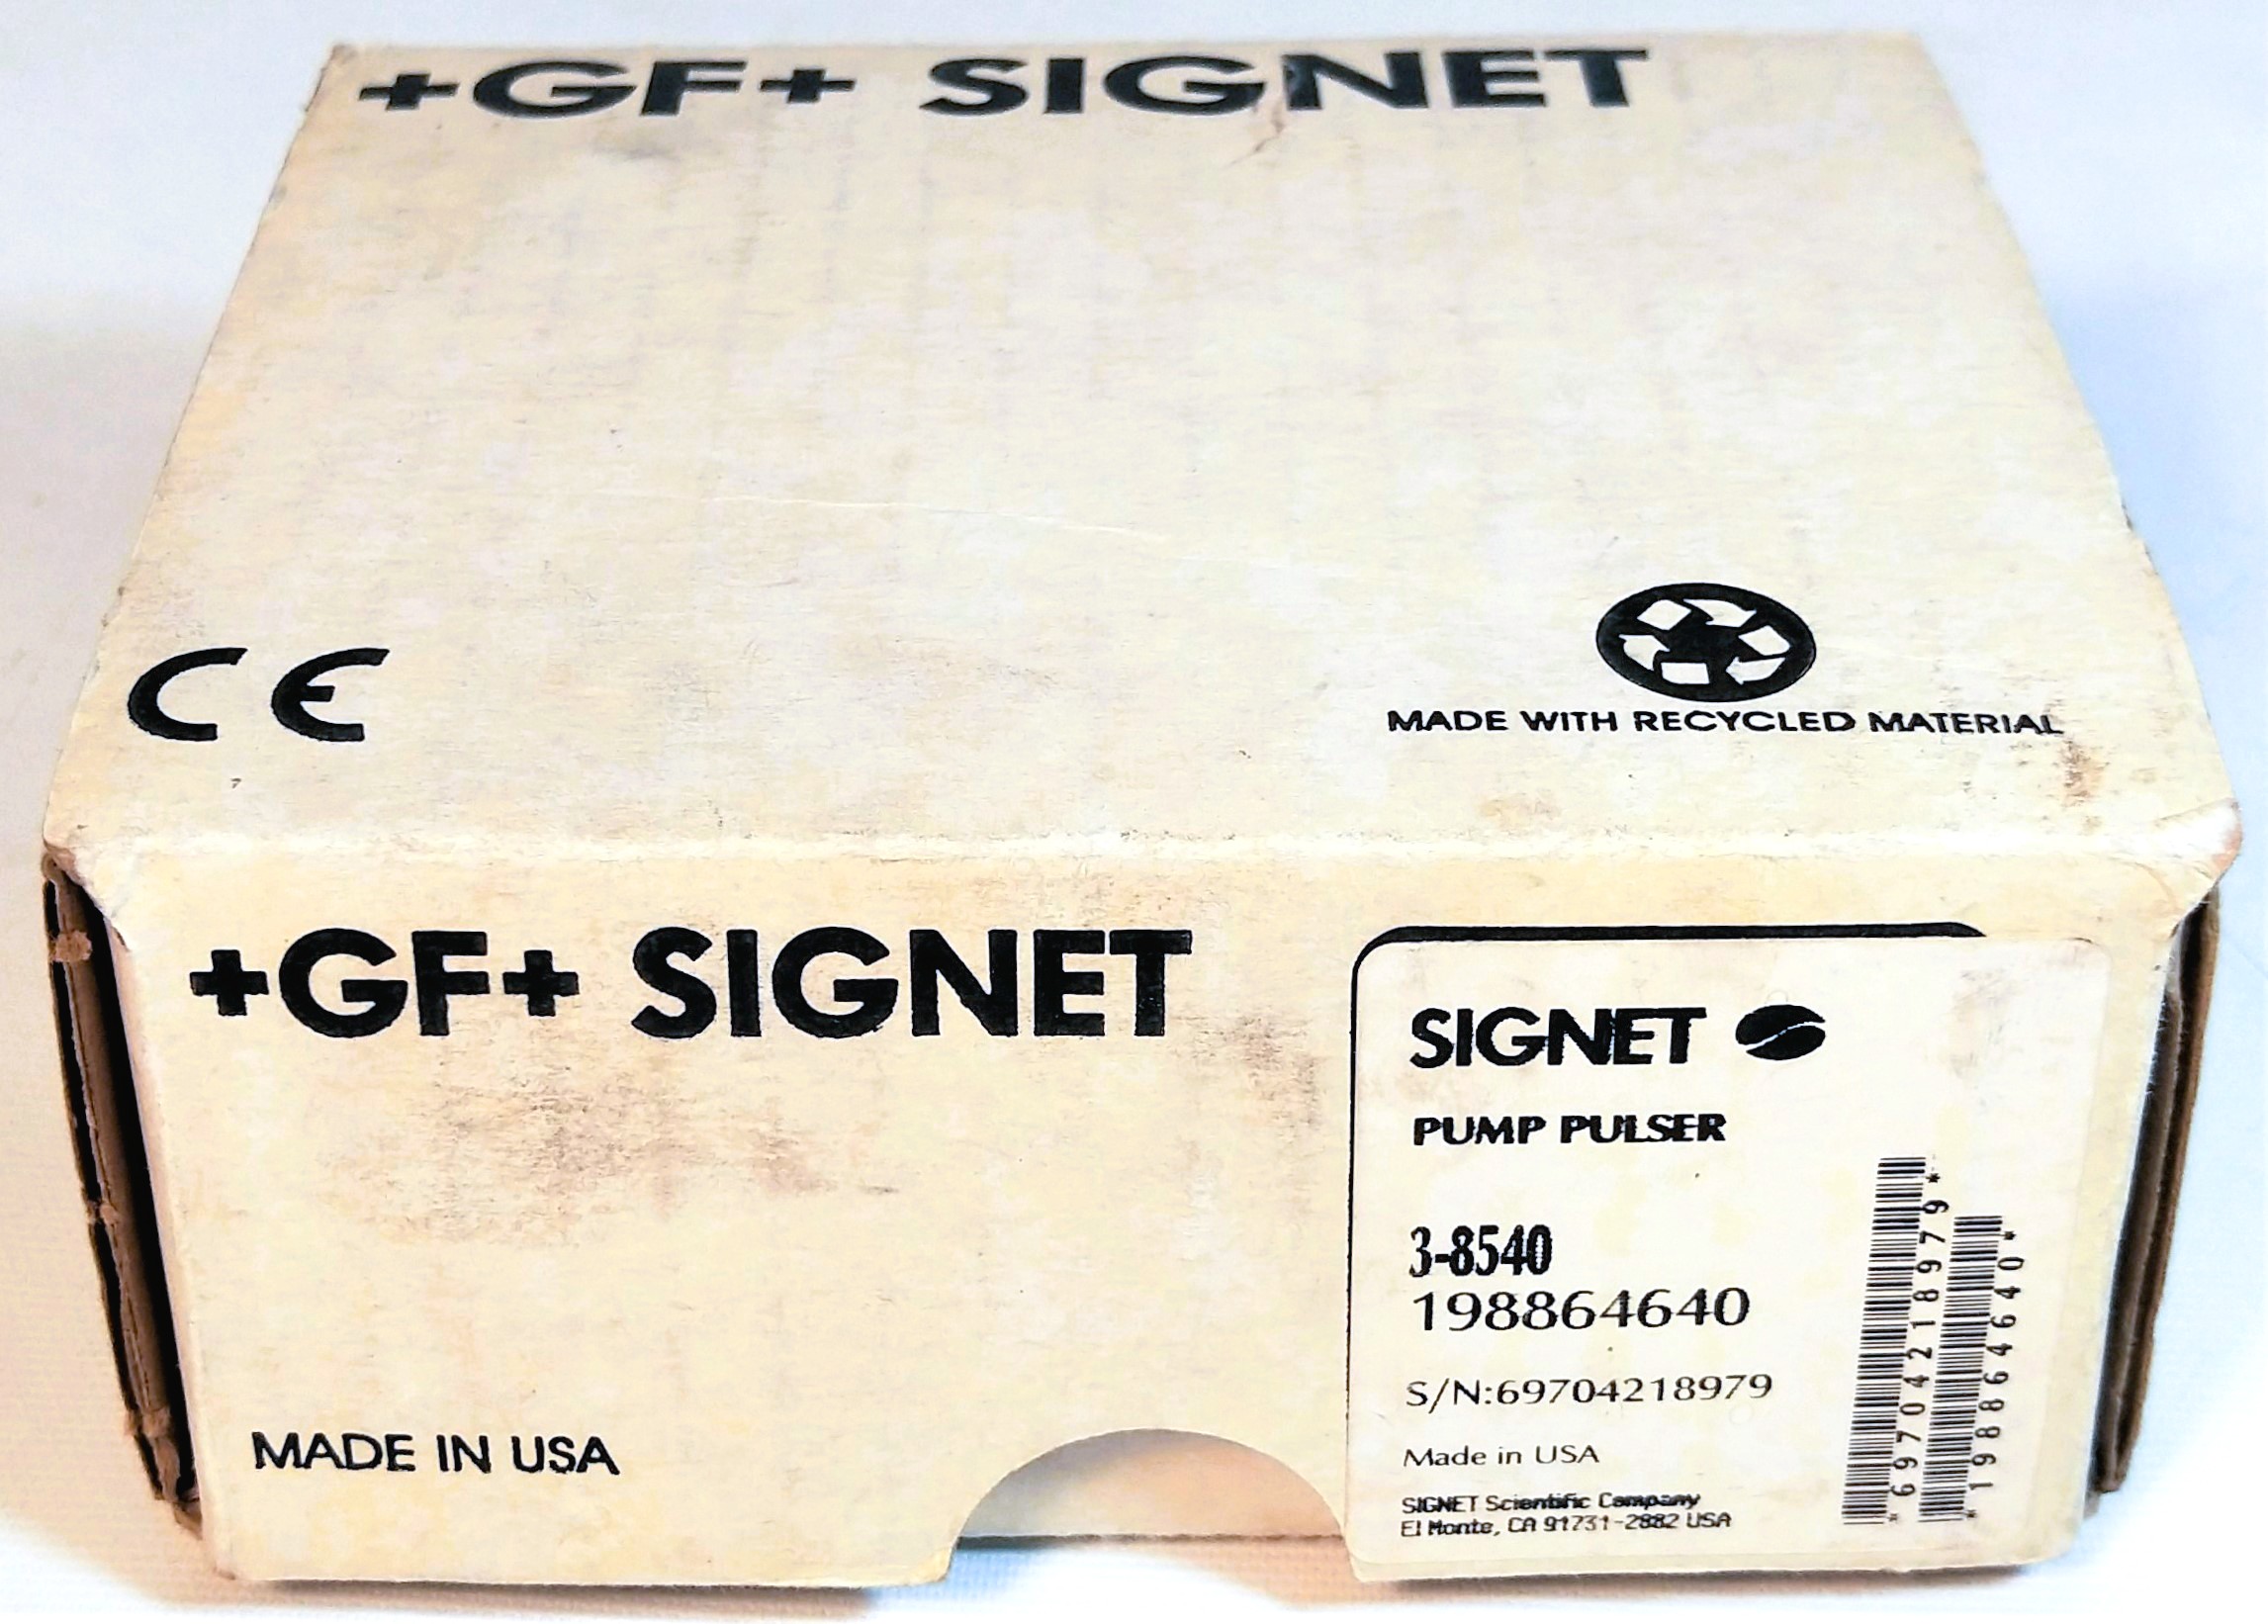 +GF+ SIGNET
CE
MADE WITH RECYCLED MATERIAL
+GF+ SIGNET
MADE IN USA
SIGNET
PUMP PULSER
3-8540
198864640
S/N:69704218979
Made in USA
SIGNET Scientific Company
El Monte, CA 91731-2882 USA
*69704218979*
*198864640*